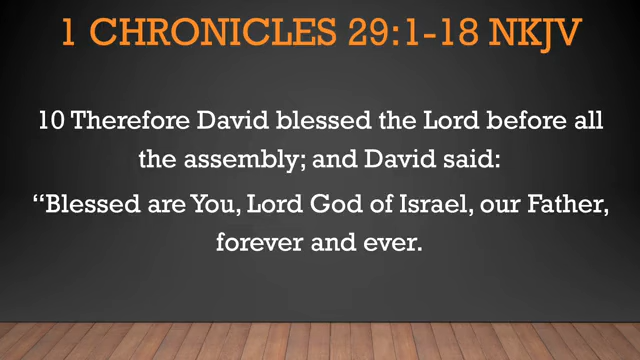 1 CHRONICLES 29:1-18 NKJV
10 Therefore David blessed the Lord before all
the assembly; and David said:
“Blessed are You, Lord God of Israel, our Father,
forever and ever.